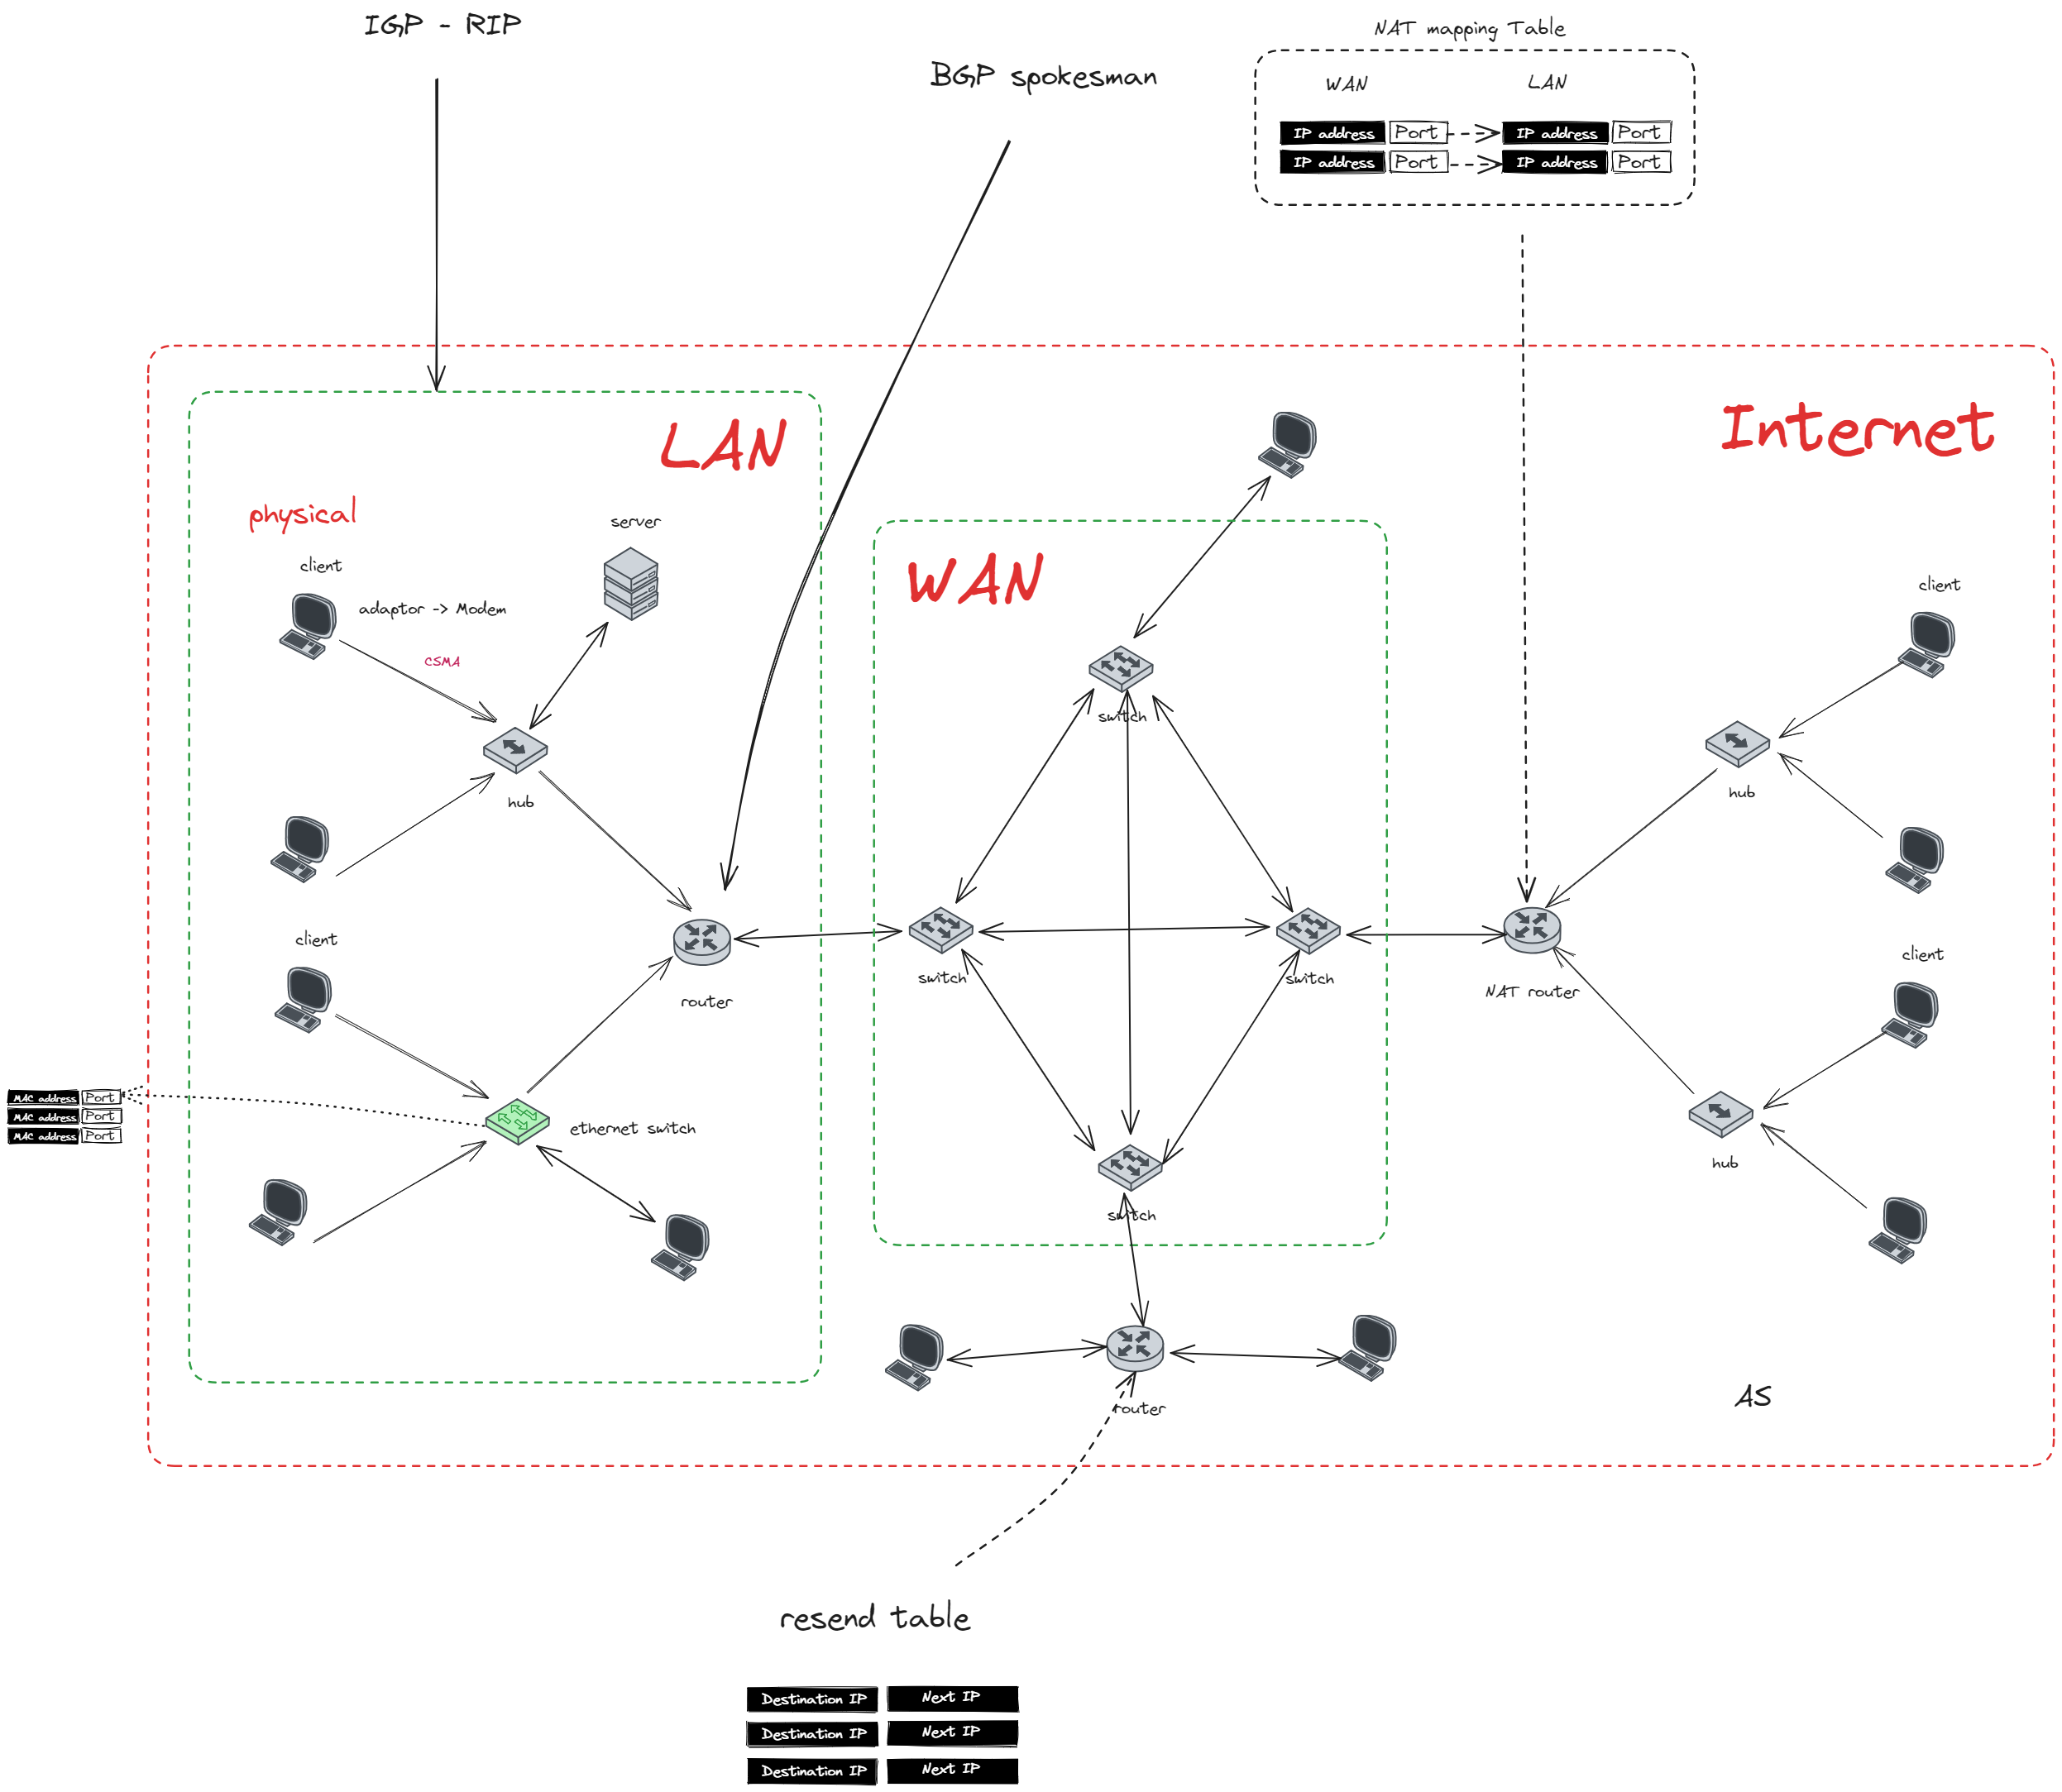 IGP - RIP
BGP spokesman
NAT mapping Table
WAN LAN
IP address Port IP address Port
IP address Port IP address Port
Internet
LAN
physical
server
client
adaptor -> Modem
CSMA
hub
client
router
ethernet switch
MAC address Port
MAC address Port
MAC address Port
WAN
switch
switch
switch
switch
router
client
hub
NAT router
client
hub
AS
resend table
Destination IP Next IP
Destination IP Next IP
Destination IP Next IP